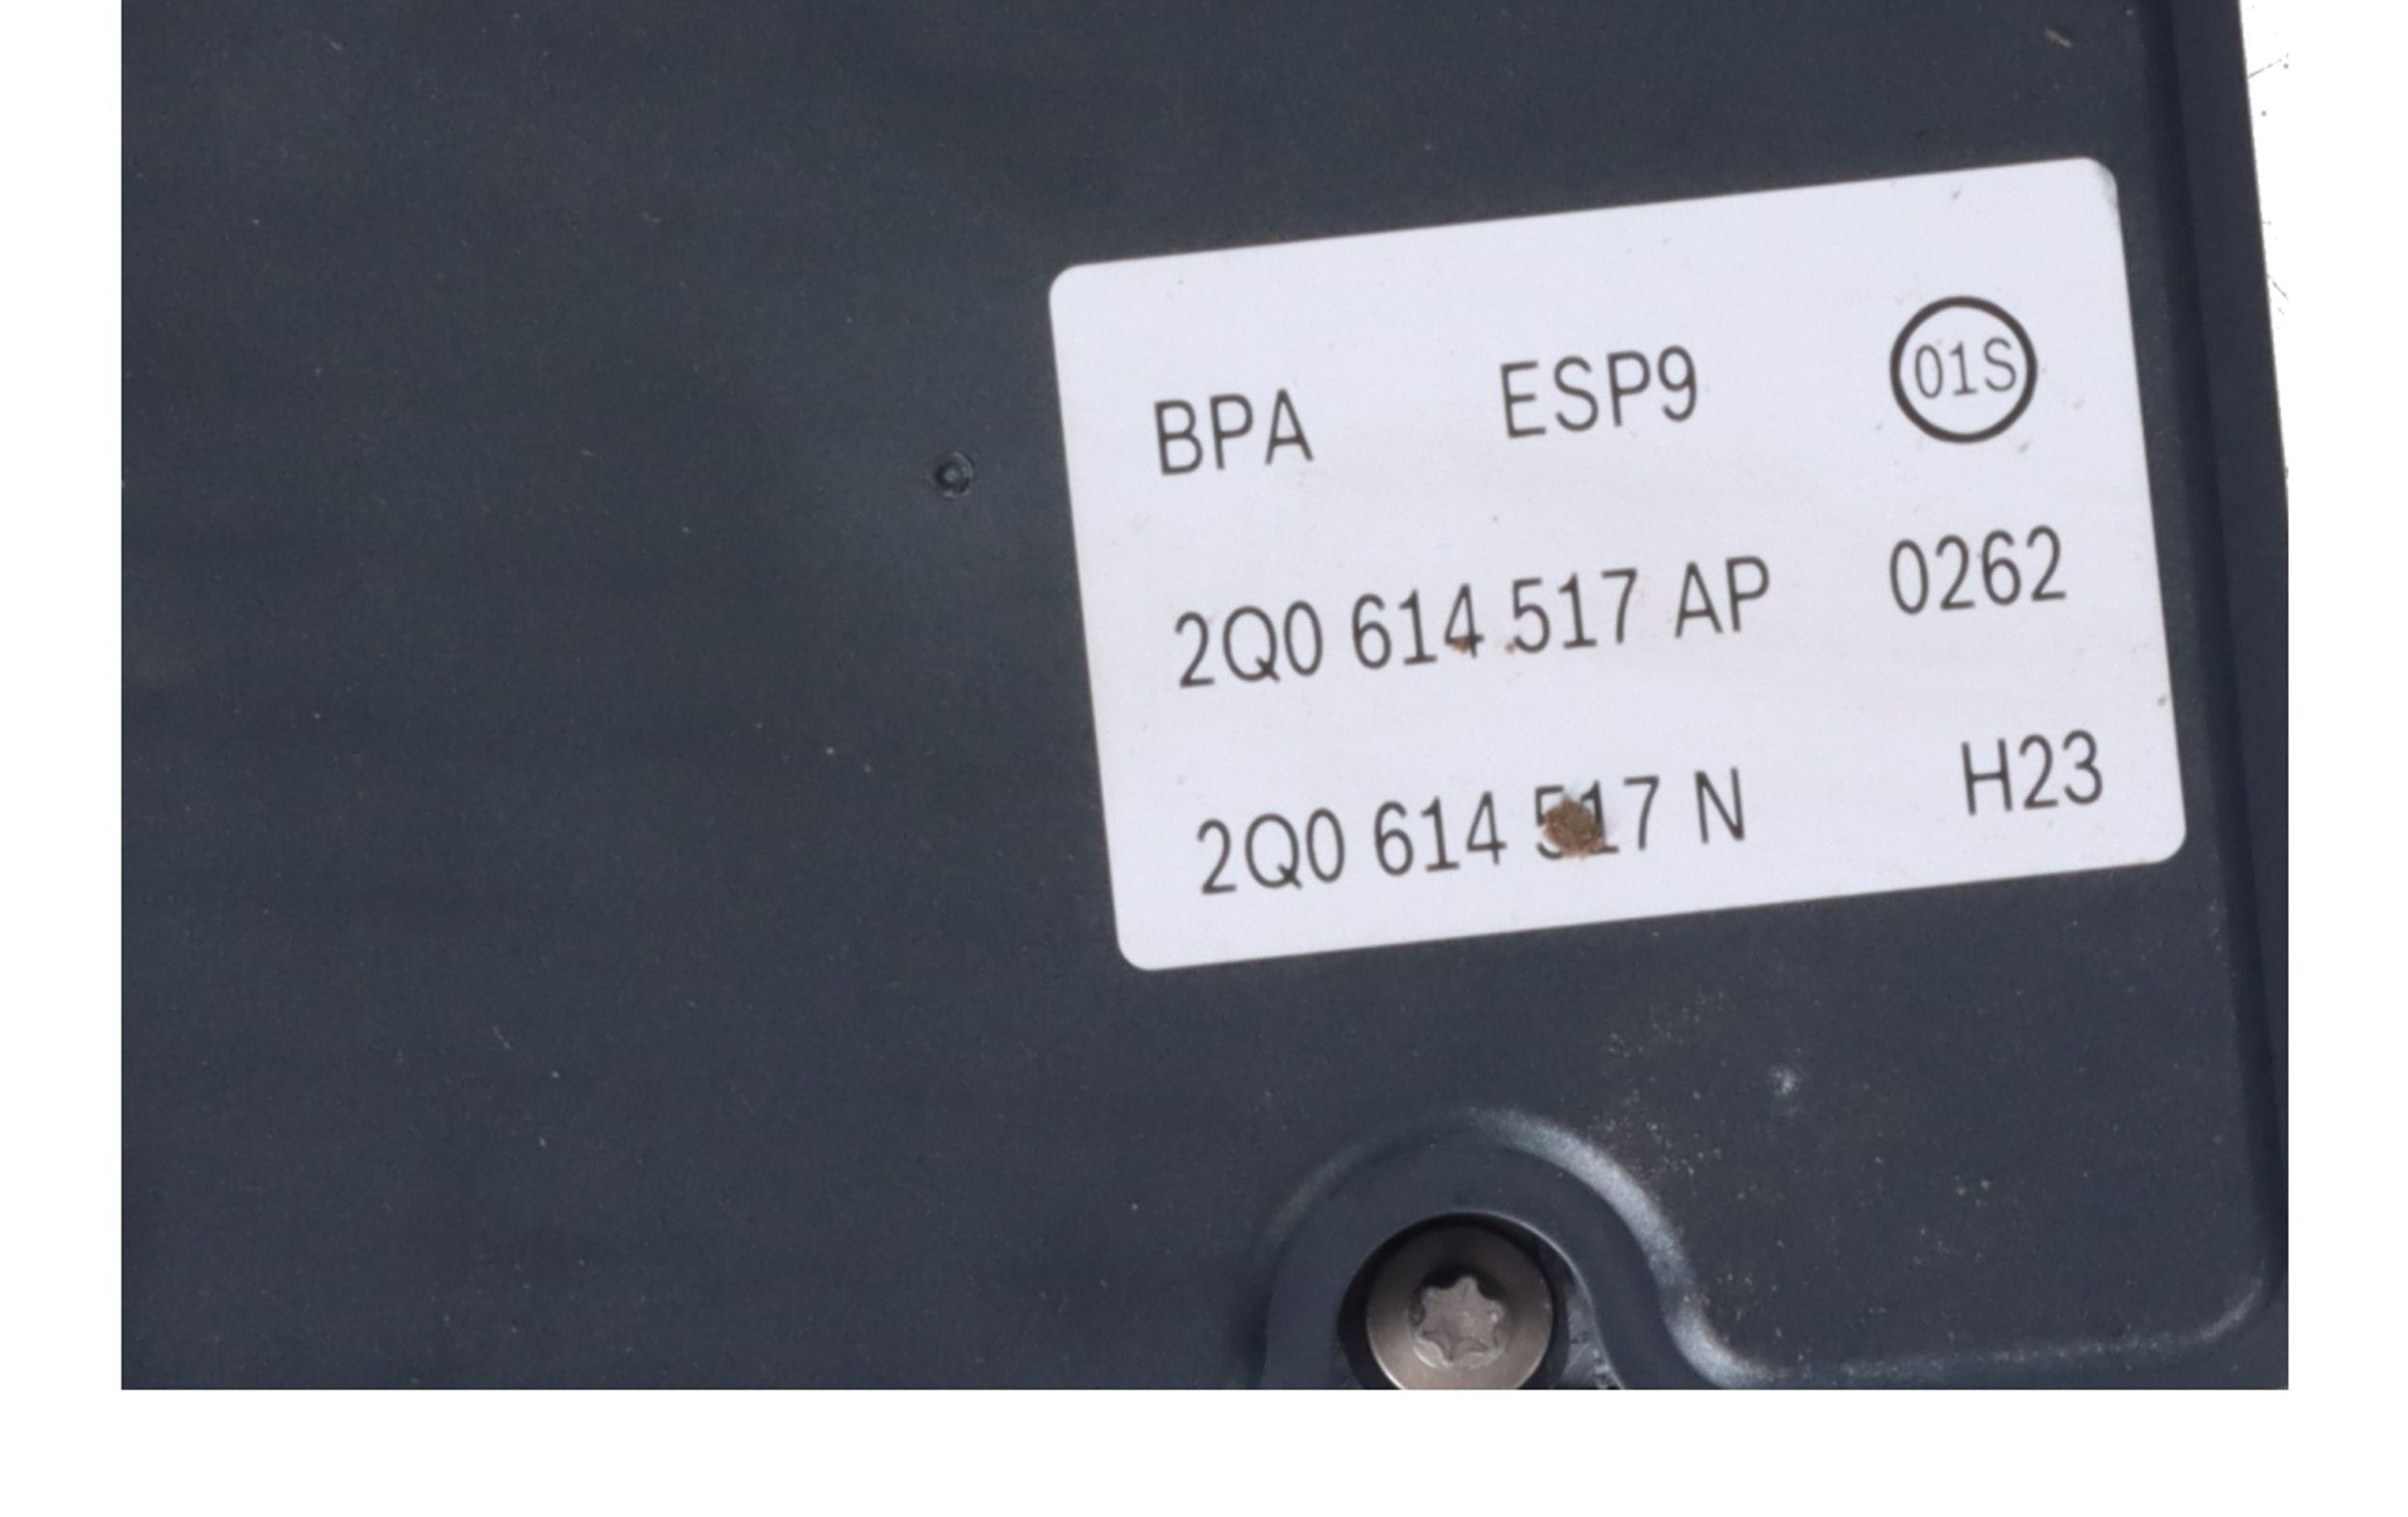 BPA ESP9 01S
2Q0 614 517 AP 0262
2Q0 614 517 N H23